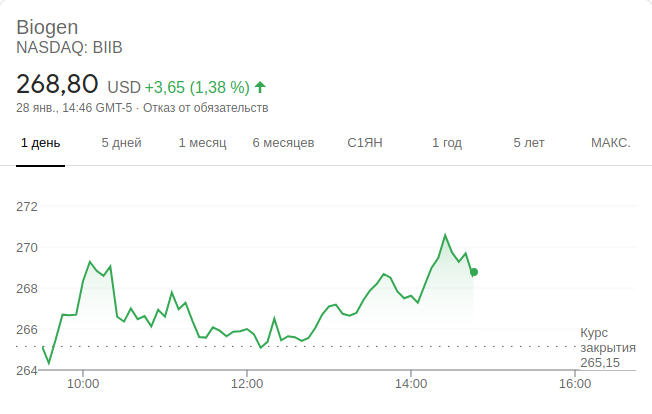 Biogen
NASDAQ: BIIB
268,80 USD +3,65 (1,38 %)
28 янв., 14:46 GMT-5 · Отказ от обязательств
1 день 5 дней 1 месяц 6 месяцев С1ЯН 1 год 5 лет МАКС.
272
270
268
266
264
Курс
закрытия
265,15
10:00 12:00 14:00 16:00